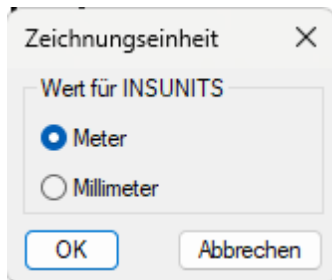 Zeichnungseinheit
Wert für INSUNITS
Meter
Millimeter
OK Abbrechen